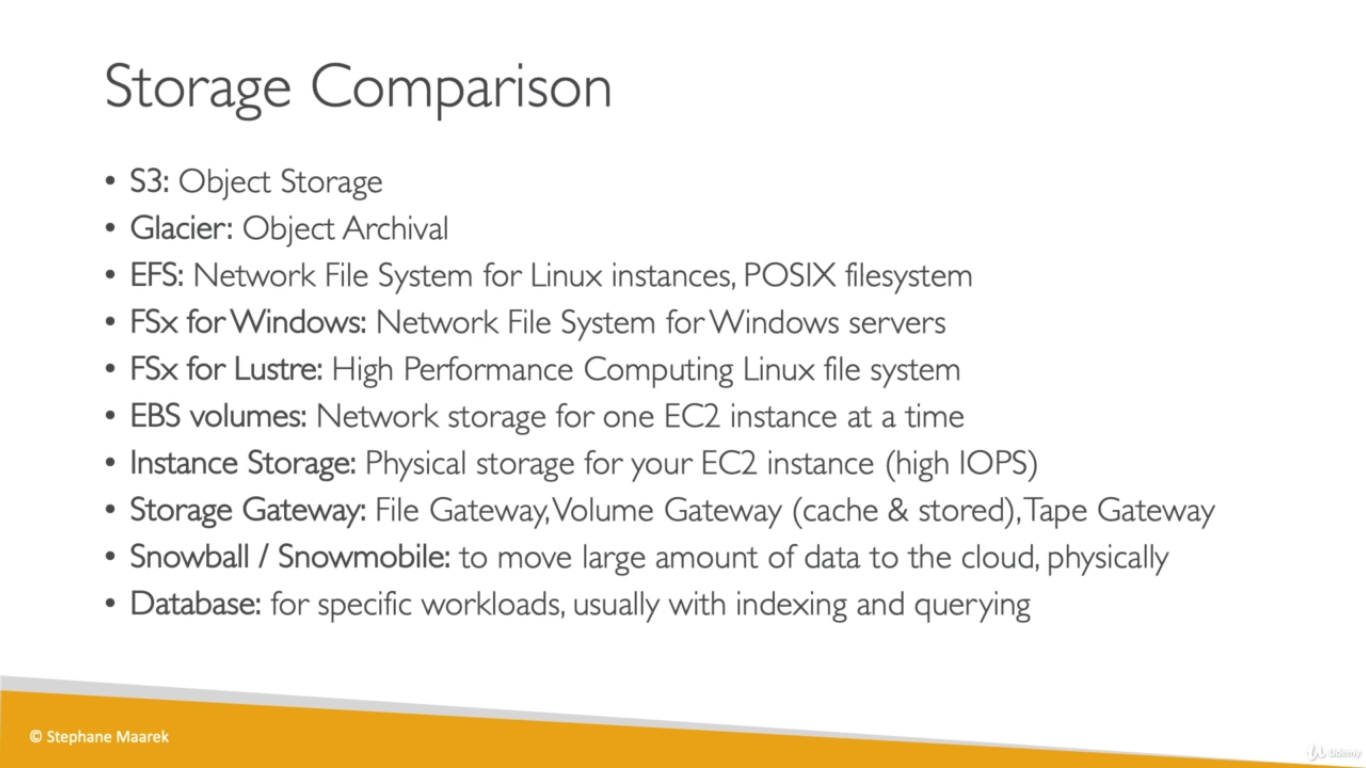 Storage Comparison
• S3: Object Storage
• Glacier: Object Archival
• EFS: Network File System for Linux instances, POSIX filesystem
• FSx for Windows: Network File System for Windows servers
• FSx for Lustre: High Performance Computing Linux file system
• EBS volumes: Network storage for one EC2 instance at a time
• Instance Storage: Physical storage for your EC2 instance (high IOPS)
• Storage Gateway: File Gateway, Volume Gateway (cache & stored), Tape Gateway
• Snowball / Snowmobile: to move large amount of data to the cloud, physically
• Database: for specific workloads, usually with indexing and querying
© Stephane Maarek
Udemy